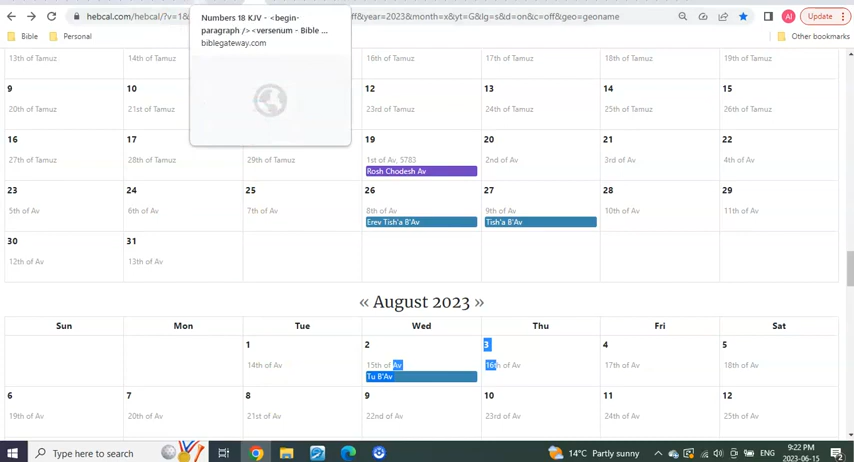 hebcal.com/hebcal/?v=1&
ff&year=2023&month=x&yt=G&lg=s&d=on&c=off&geo=geoname
Update
Bible
Personal
Other bookmarks
Numbers 18 KJV - <begin-
paragraph /><versenum - Bible ...
biblegateway.com
13th of Tamuz 14th of 16th of Tamuz 17th of Tamuz 18th of Tamuz 19th of Tamuz
9 10 12 13 14 15
20th of Tamuz 21st of 23rd of Tamuz 24th of Tamuz 25th of Tamuz 26th of Tamuz
16 17 19 20 21 22
27th of Tamuz 28th of Tamuz 29th of Tamuz 1st of Av, 5783 2nd of Av 3rd of Av 4th of Av
Rosh Chodesh Av
23 24 25 26 27 28 29
5th of Av 6th of Av 7th of Av 8th of Av 9th of Av 10th of Av 11th of Av
Erev Tish'a B'Av Tish'a B'Av
30 31
12th of Av 13th of Av
« August 2023 »
Sun Mon Tue Wed Thu Fri Sat
1 2 3 4 5
14th of Av 15th of Av 16th of Av 17th of Av 18th of Av
Tu B'Av
6 7 8 9 10 11 12
19th of Av 20th of Av 21st of Av 22nd of Av 23rd of Av 24th of Av 25th of Av
Type here to search
14°C Partly sunny
ENG
9:22 PM
2023-06-15
2